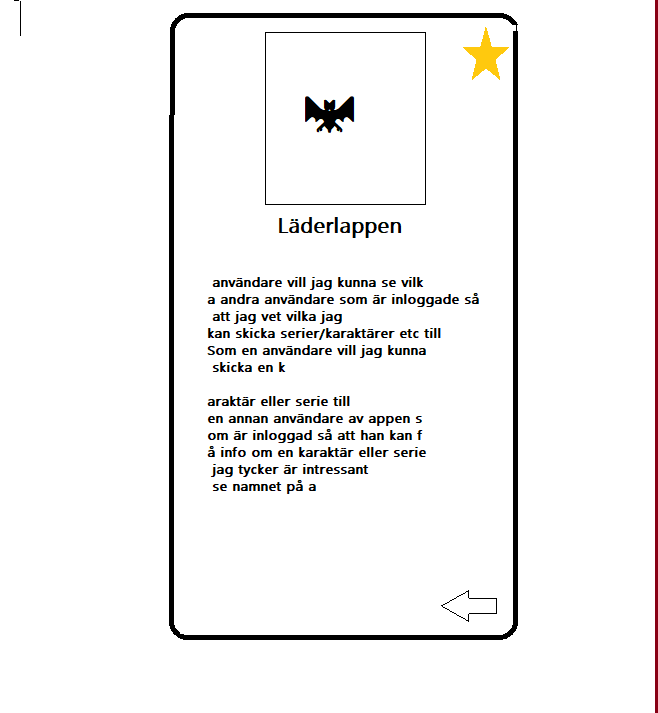 Läderlappen
användare vill jag kunna se vilk
a andra användare som är inloggade så
att jag vet vilka jag
kan skicka serier/karaktärer etc till
Som en användare vill jag kunna
skicka en k
araktär eller serie till
en annan användare av appen s
om är inloggad så att han kan f
å info om en karaktär eller serie
jag tycker är intressant
se namnet på a